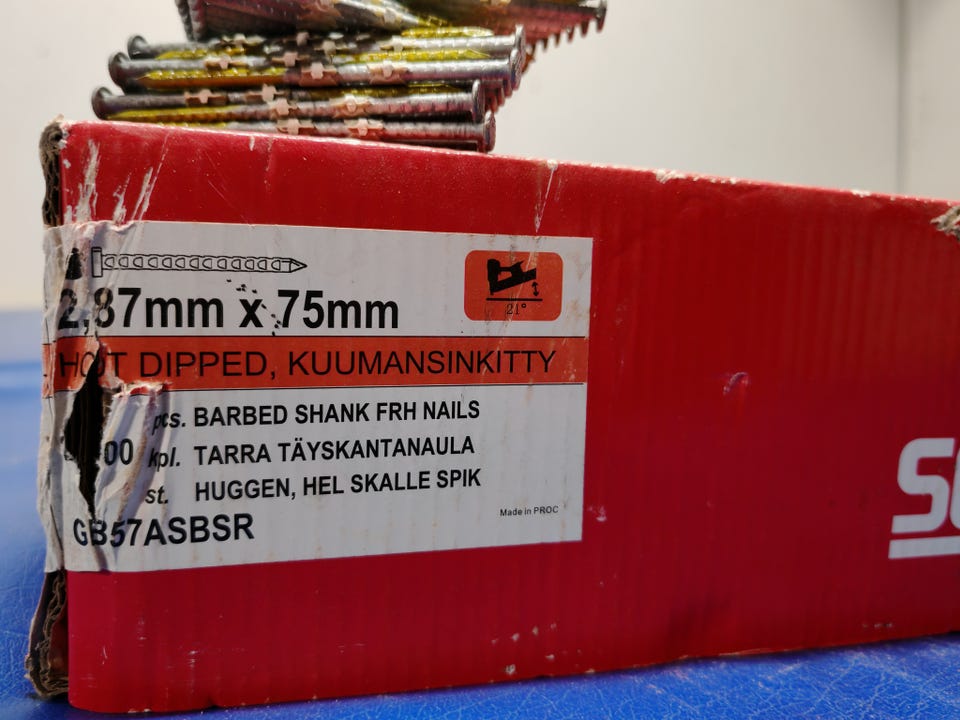 2,87mm x 75mm
21°
HOT DIPPED, KUUMANSINKITTY
pcs. BARBED SHANK FRH NAILS
00 kpl. TARRA TÄYSKANTANAULA
st. HUGGEN, HEL SKALLE SPIK
Made in PROC
GB57ASBSR